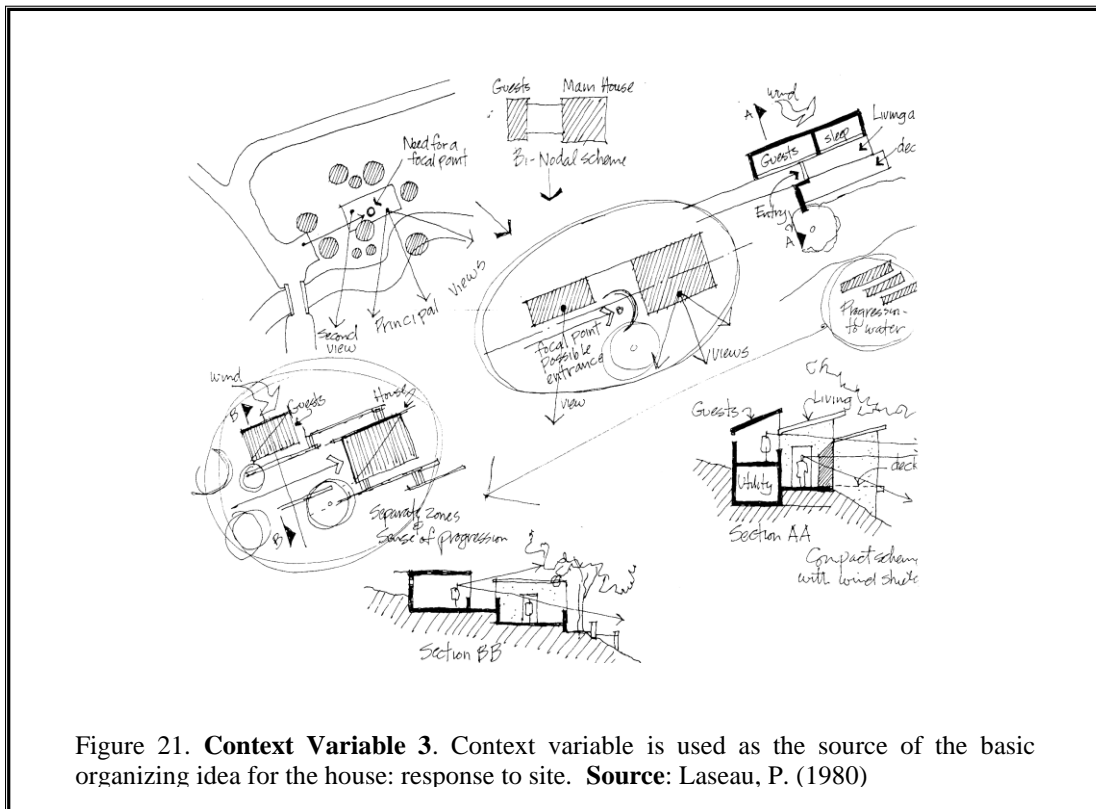 Guests Main House
Bi-Nodal scheme
Need for a
focal point
Views
Principal
Second
view
wind
A
Guests
sleep
Living a
dec
Entry
A
focal point
possible
entrance
view
views
Progression
to water
wind
B
Guests
House
B
Separate zones
Sense of progression
Section BB
Guests
Living
Utility
deck
Section AA
Compact schem
with wind
Figure 21. Context Variable 3. Context variable is used as the source of the basic
organizing idea for the house: response to site. Source: Laseau, P. (1980)